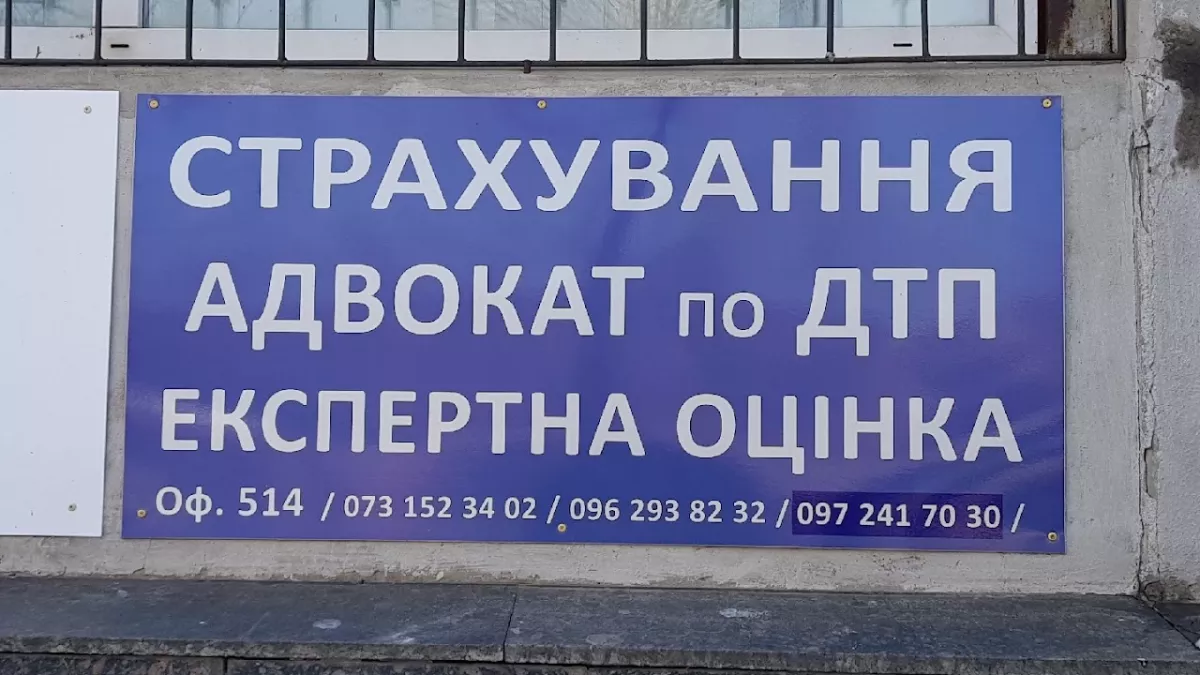 СТРАХУВАННЯ
АДВОКАТ по ДТП
ЕКСПЕРТНА ОЦІНКА
Оф. 514 / 073 152 34 02 / 096 293 82 32 / 097 241 70 30 /